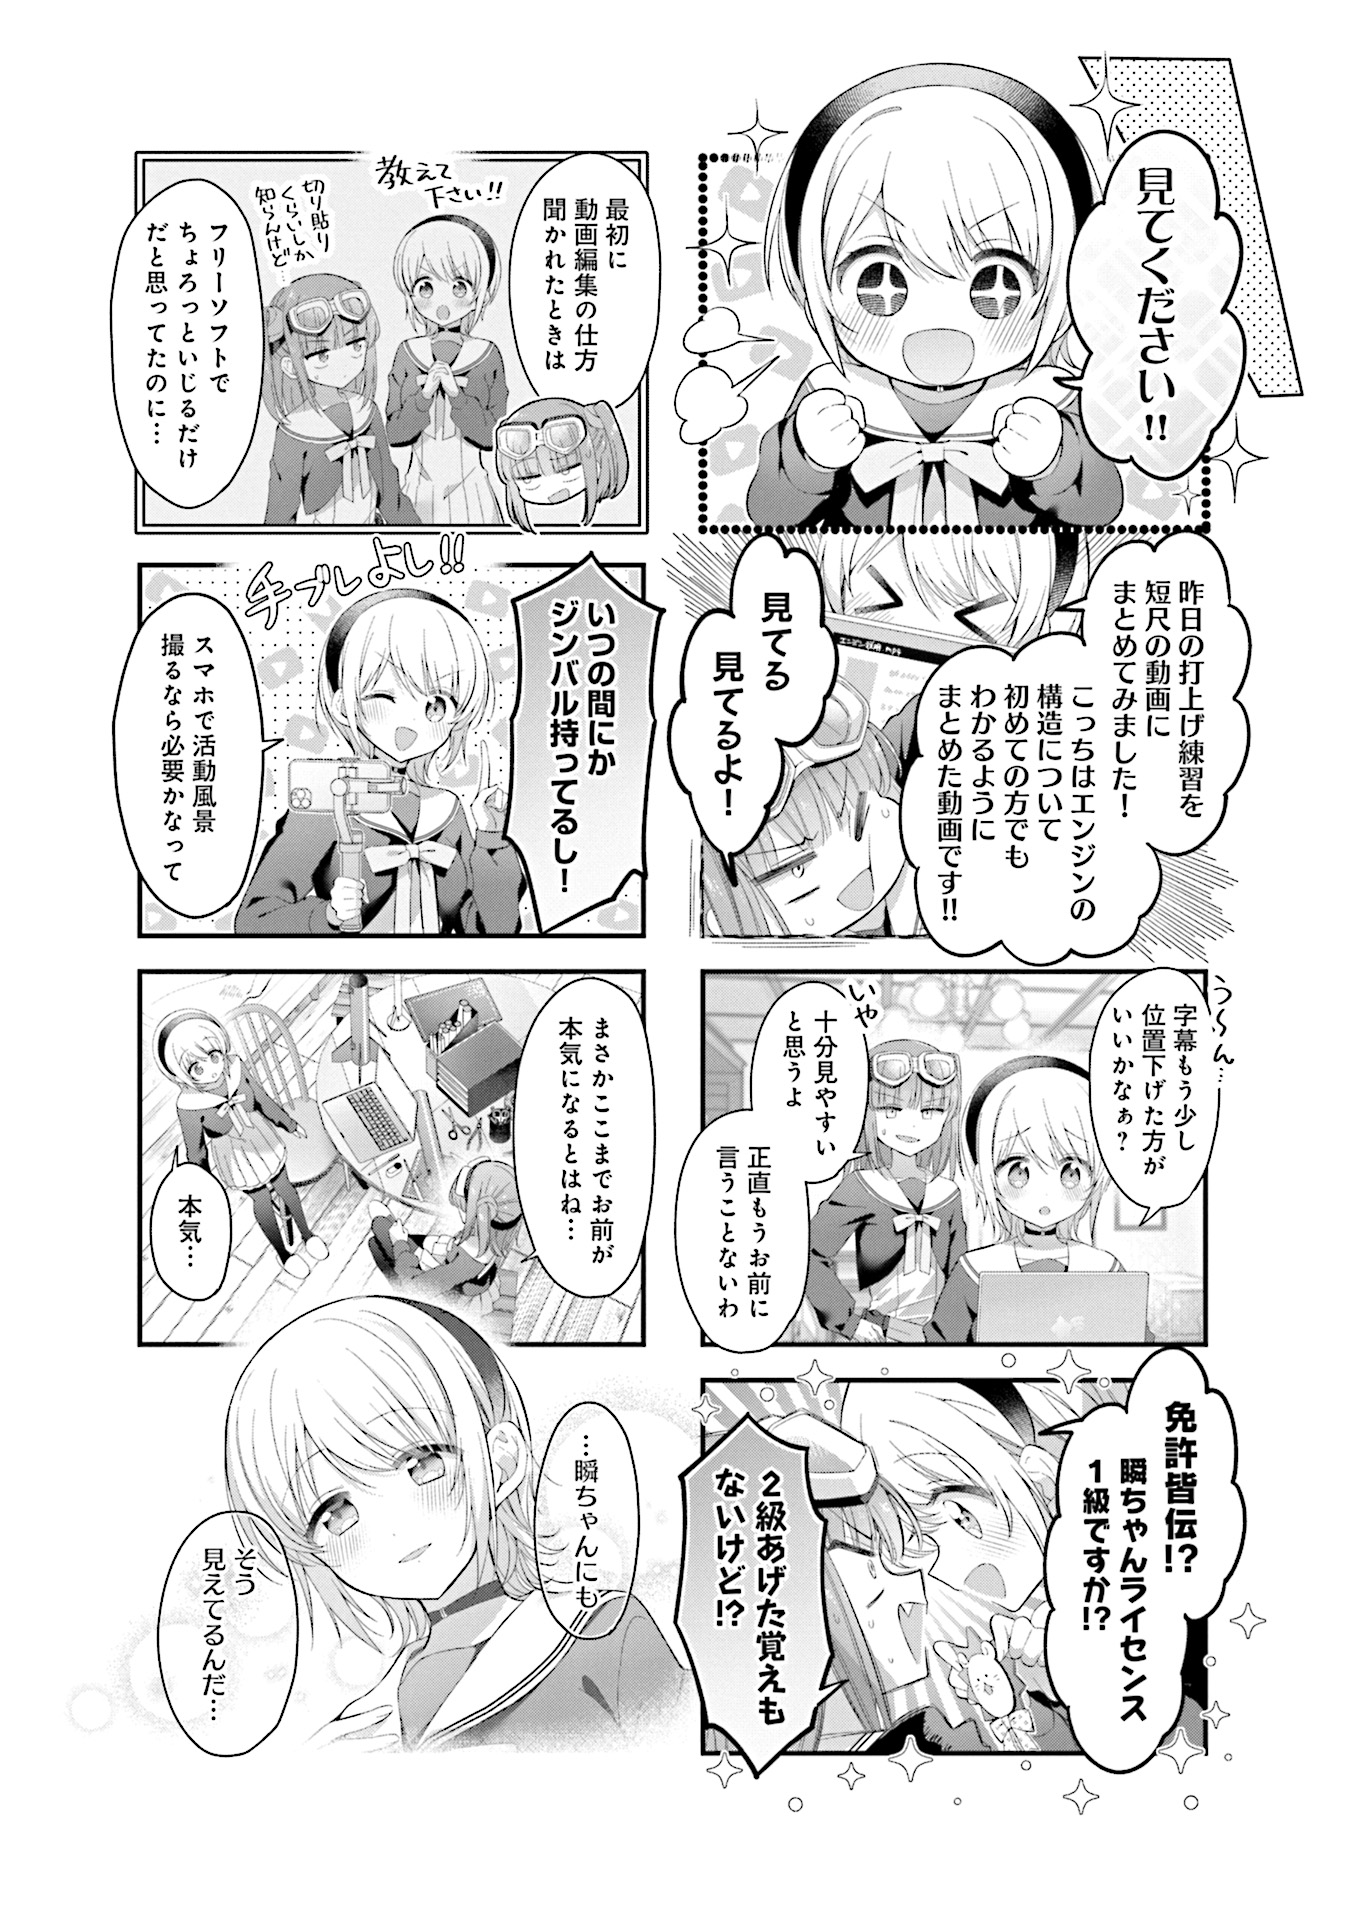 見てください!!
昨日の打上げ練習を
短尺の動画に
まとめてみました！
こっちはエンジンの
構造について
初めての方でも
わかるように
まとめた動画です!!
見てる
見てるよ！
う〜ん…
字幕もう少し
位置下げた方が
いいかなぁ？
いや
十分見やすい
と思うよ
正直もうお前に
言うことないわ
免許皆伝!?
瞬ちゃんライセンス
1級ですか!?
2級あげた覚えも
ないけど!?
最初に
動画編集の仕方
聞かれたときは
教えて
下さい!!
切り貼り
くらいしか
知らんけど…
フリーソフトで
ちょろっといじるだけ
だと思ってたのに…
いつの間にか
ジンバル持ってるし！
手ブレよし!!
スマホで活動風景
撮るなら必要かなって
まさかここまでお前が
本気になるとはね…
本気…
…瞬ちゃんにも
そう
見えてるんだ…